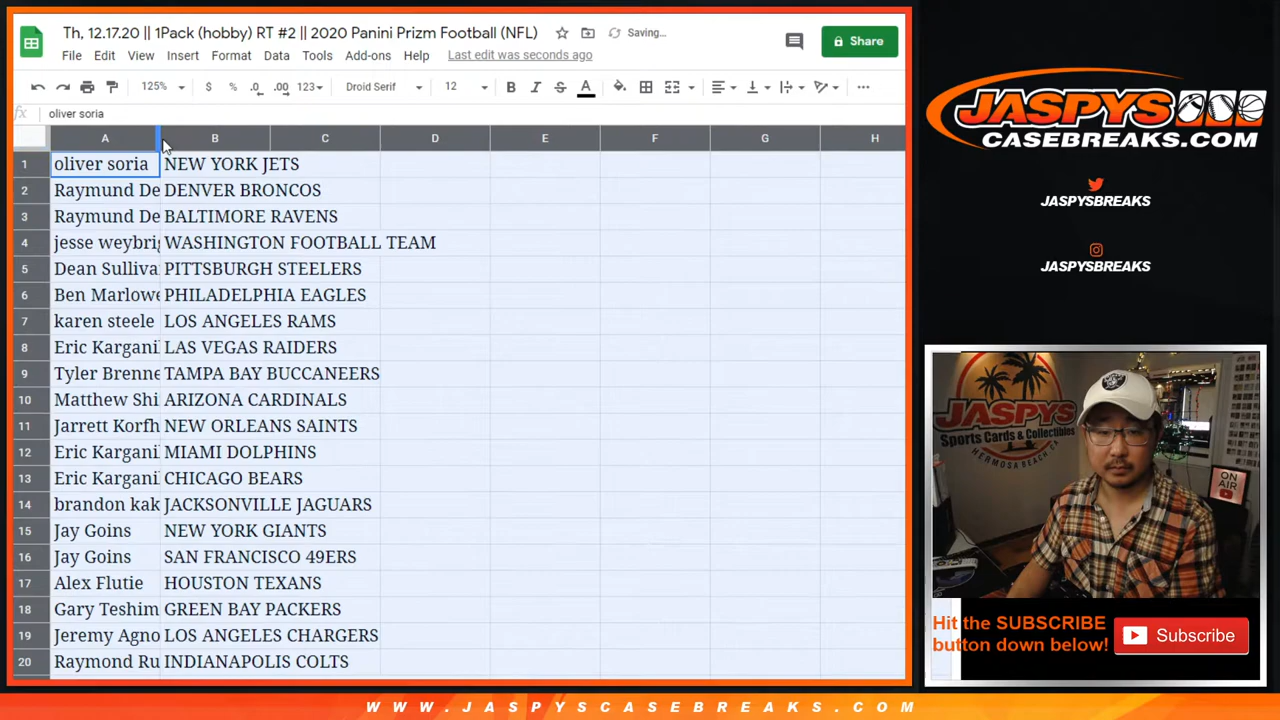 Th, 12.17.20 || 1Pack (hobby) RT #2 || 2020 Panini Prizm Football (NFL)
Saving...
File Edit View Insert Format Data Tools Add-ons Help Last edit was seconds ago
Share
125% $ % .0 .00 123 Droid Serif 12 B I S A
fx oliver soria
A B C D E F G H
1 oliver soria NEW YORK JETS
2 Raymund De DENVER BRONCOS
3 Raymund De BALTIMORE RAVENS
4 jesse weybrig WASHINGTON FOOTBALL TEAM
5 Dean Sulliva PITTSBURGH STEELERS
6 Ben Marlowe PHILADELPHIA EAGLES
7 karen steele LOS ANGELES RAMS
8 Eric Kargani LAS VEGAS RAIDERS
9 Tyler Brenne TAMPA BAY BUCCANEERS
10 Matthew Shi ARIZONA CARDINALS
11 Jarrett Korfh NEW ORLEANS SAINTS
12 Eric Kargani MIAMI DOLPHINS
13 Eric Kargani CHICAGO BEARS
14 brandon kak JACKSONVILLE JAGUARS
15 Jay Goins NEW YORK GIANTS
16 Jay Goins SAN FRANCISCO 49ERS
17 Alex Flutie HOUSTON TEXANS
18 Gary Teshim GREEN BAY PACKERS
19 Jeremy Agno LOS ANGELES CHARGERS
20 Raymond Ru INDIANAPOLIS COLTS
JASPYS
CASEBREAKS.COM
JASPYSBREAKS
JASPYSBREAKS
JASPYS
Sports Cards & Collectibles
HERMOSA BEACH
ON AIR
Hit the SUBSCRIBE
button down below!
Subscribe
WWW.JASPYSCASEBREAKS.COM